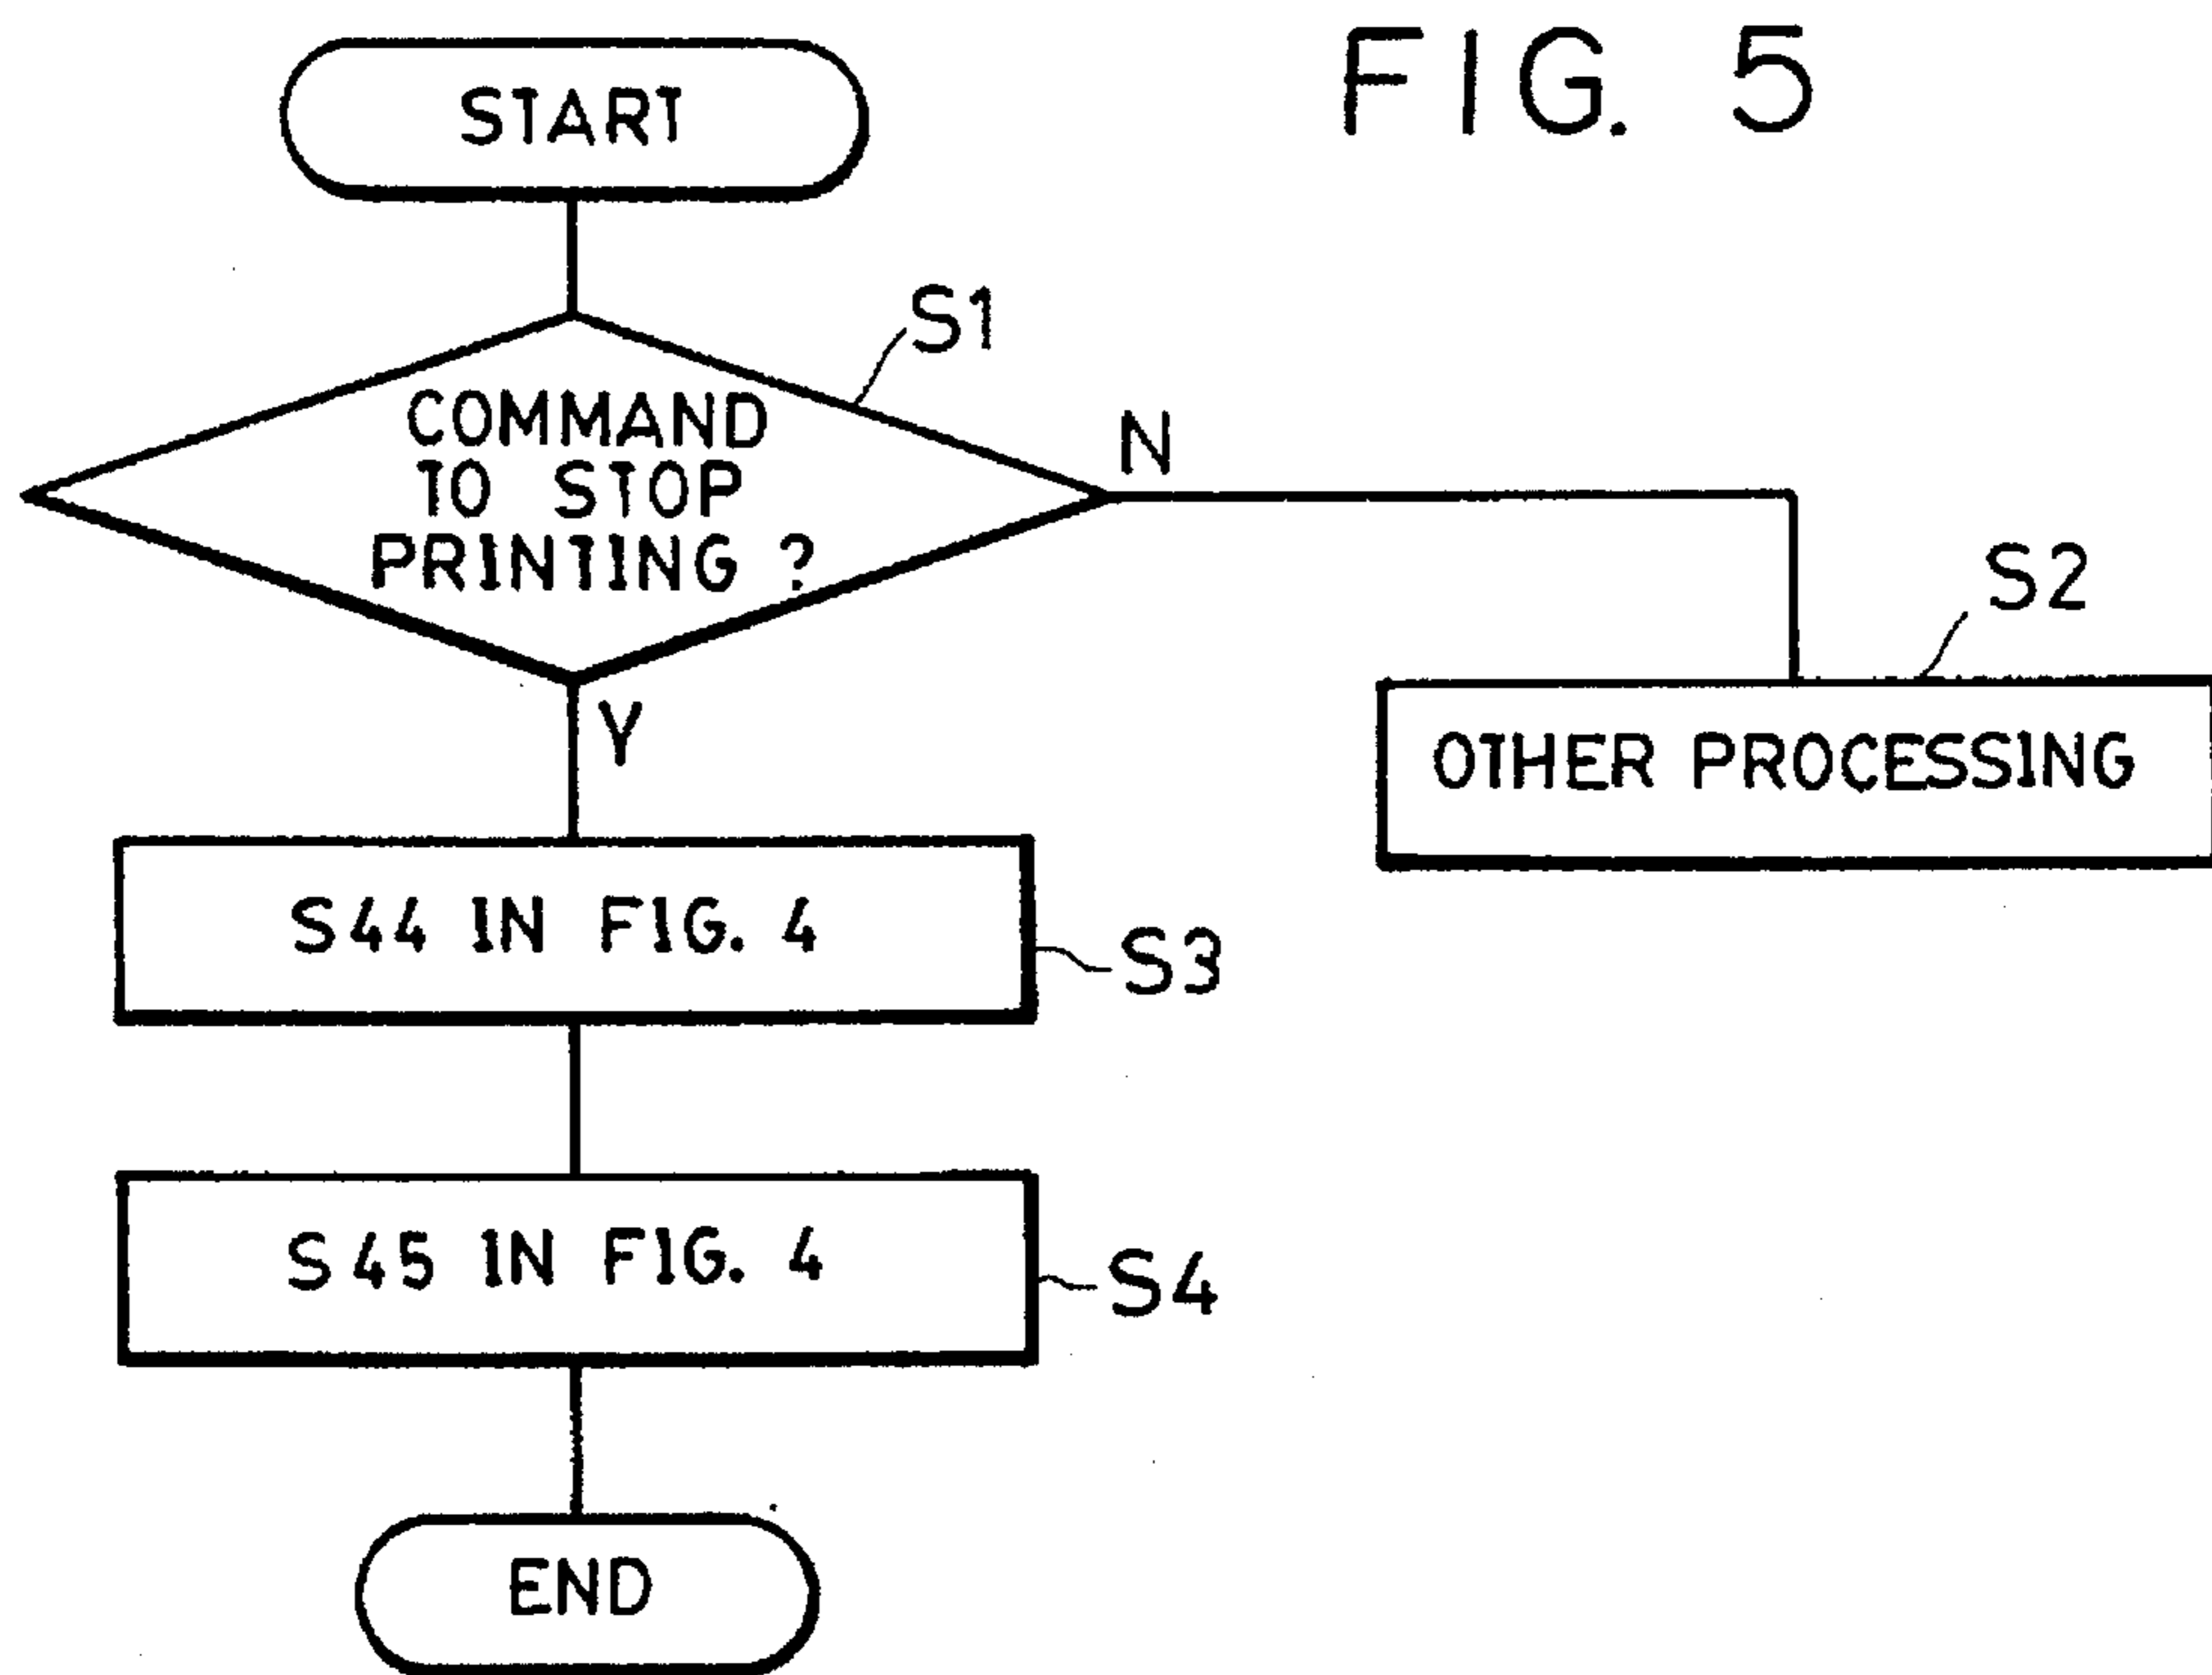 FIG. 5
START
S1
COMMAND
TO STOP
PRINTING ?
N
Y
S2
OTHER PROCESSING
S44 IN FIG. 4
S3
S45 IN FIG. 4
S4
END